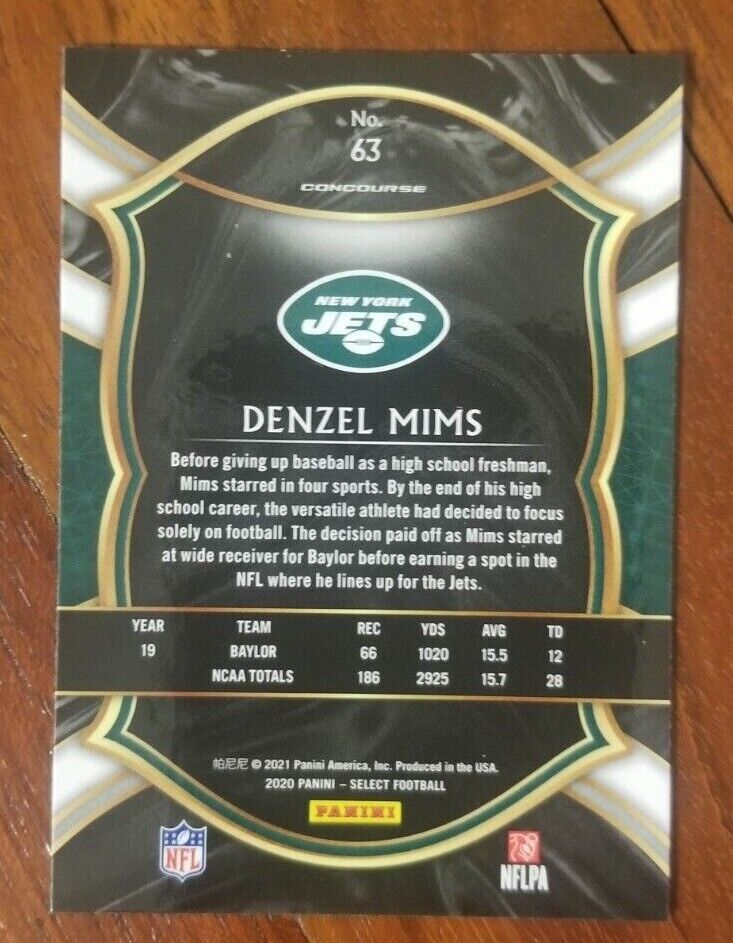 No.
63
CONCOURSE
NEW YORK
JETS
DENZEL MIMS
Before giving up baseball as a high school freshman,
Mims starred in four sports. By the end of his high
school career, the versatile athlete had decided to focus
solely on football. The decision paid off as Mims starred
at wide receiver for Baylor before earning a spot in the
NFL where he lines up for the Jets.
YEAR TEAM REC YDS AVG TD
19 BAYLOR 66 1020 15.5 12
NCAA TOTALS 186 2925 15.7 28
帕尼尼 © 2021 Panini America, Inc. Produced in the USA.
2020 PANINI – SELECT FOOTBALL
PANINI
NFL
NFLPA